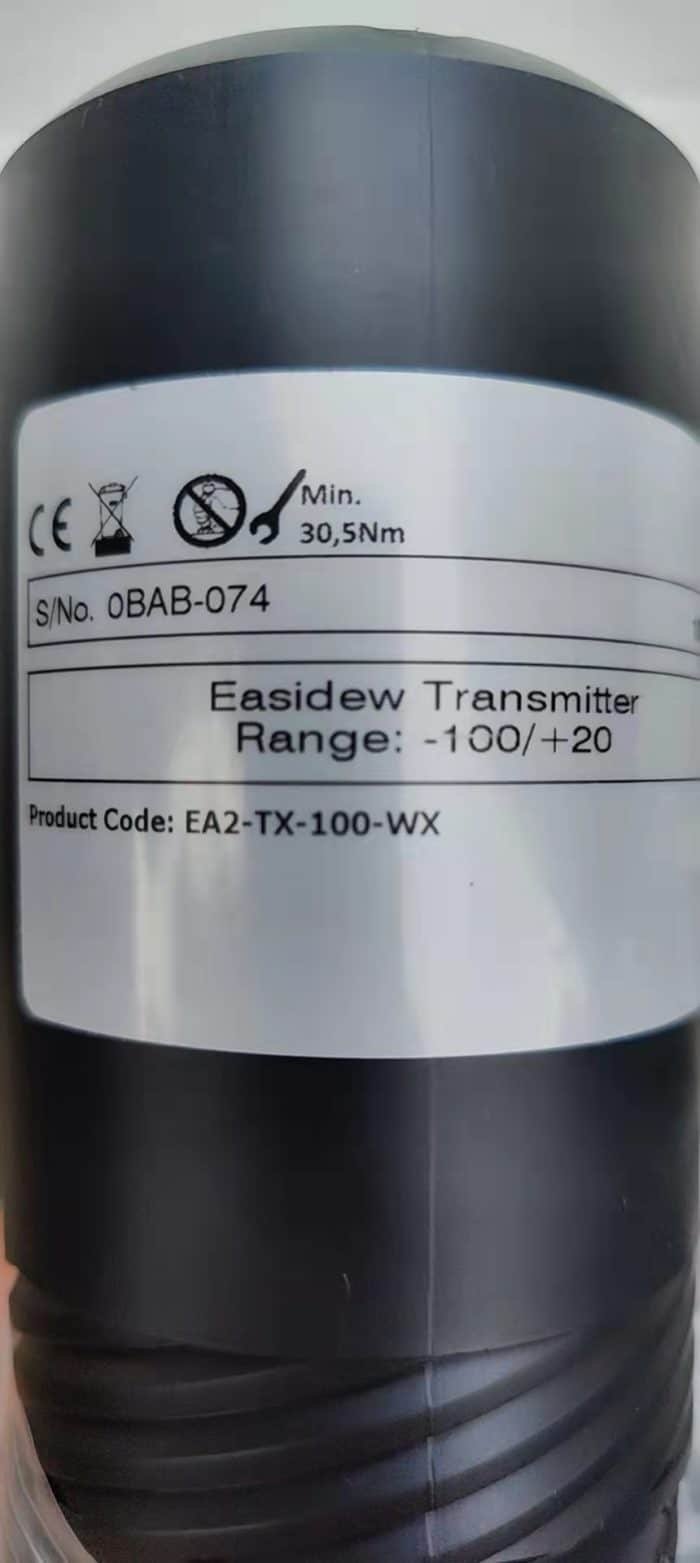 CE
Min.
30,5Nm
S/No. 0BAB-074
Easidew Transmitter
Range: -100/+20
Product Code: EA2-TX-100-WX